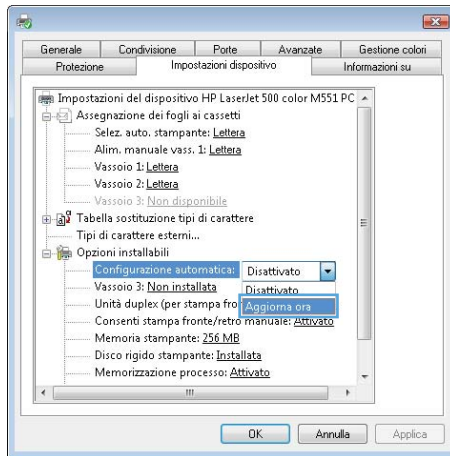 Generale Condivisione Porte Avanzate Gestione colori
Protezione Impostazioni dispositivo Informazioni su
Impostazioni del dispositivo HP LaserJet 500 color M551 PC
Assegnazione dei fogli ai cassetti
Selez. auto. stampante: Lettera
Alim. manuale vass. 1: Lettera
Vassoio 1: Lettera
Vassoio 2: Lettera
Vassoio 3: Non disponibile
Tabella sostituzione tipi di carattere
Tipi di carattere esterni...
Opzioni installabili
Configurazione automatica: Disattivato
Vassoio 3: Non installata Disattivato
Unità duplex (per stampa fro Aggiorna ora
Consenti stampa fronte/retro manuale: Attivato
Memoria stampante: 256 MB
Disco rigido stampante: Installata
Memorizzazione processo: Attivato
OK Annulla Applica